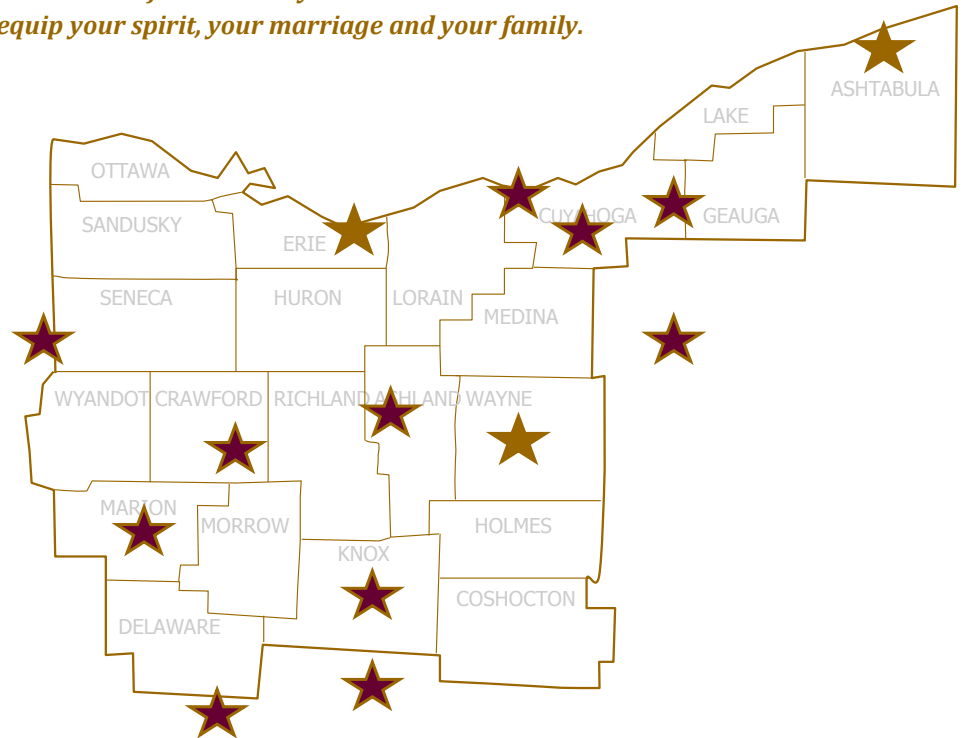 equip your spirit, your marriage and your family.
ASHTABULA
LAKE
OTTAWA
CUYAHOGA
GEAUGA
SANDUSKY
ERIE
SENECA
HURON
LORAIN
MEDINA
WYANDOT
CRAWFORD
RICHLAND
ASHLAND
WAYNE
MARION
MORROW
HOLMES
KNOX
COSHOCTON
DELAWARE